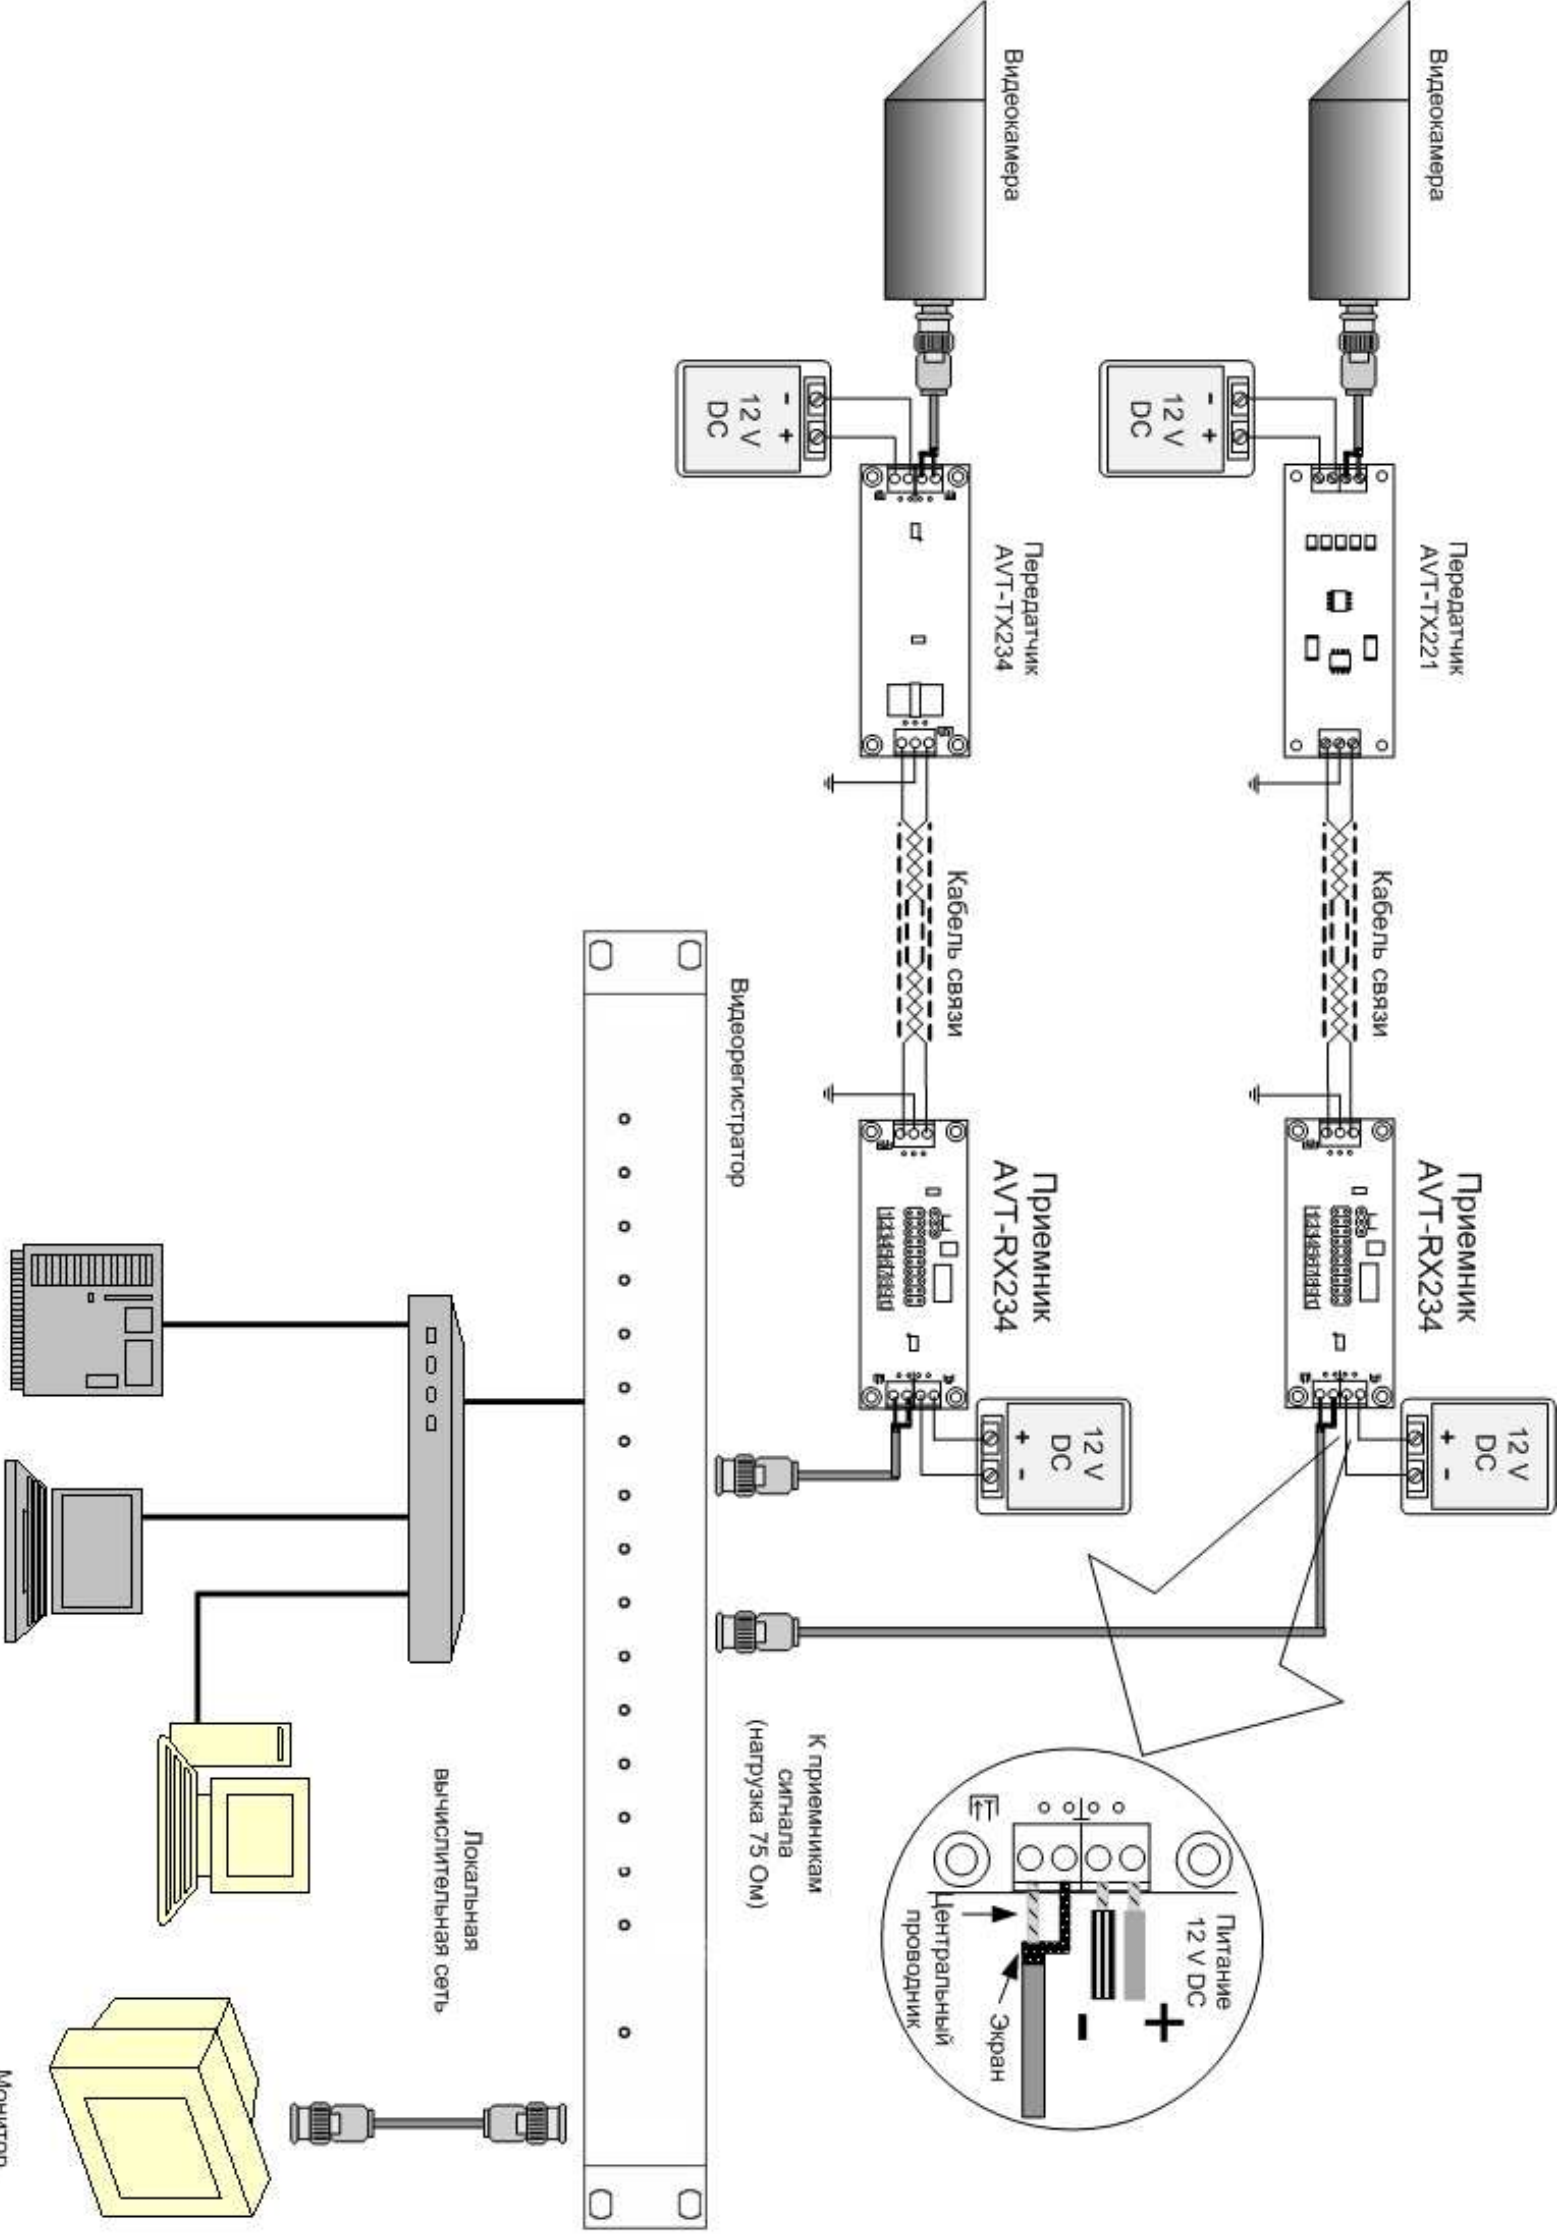 Видеокамера
Передатчик
AVT-TX221
12 V
DC
-
+
Кабель связи
Приемник
AVT-RX234
12 V
DC
+
-
Видеокамера
Передатчик
AVT-TX234
12 V
DC
-
+
Кабель связи
Приемник
AVT-RX234
12 V
DC
+
-
Питание
12 V DC
+
-
Экран
Центральный
проводник
К приемникам
сигнала
(нагрузка 75 Ом)
Видеорегистратор
Локальная
вычислительная сеть
Монитор